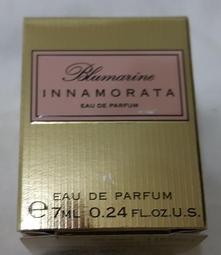 Blumarine
INNAMORATA
EAU DE PARFUM
EAU DE PARFUM
℮ 7ML 0.24 FL.OZ.U.S.